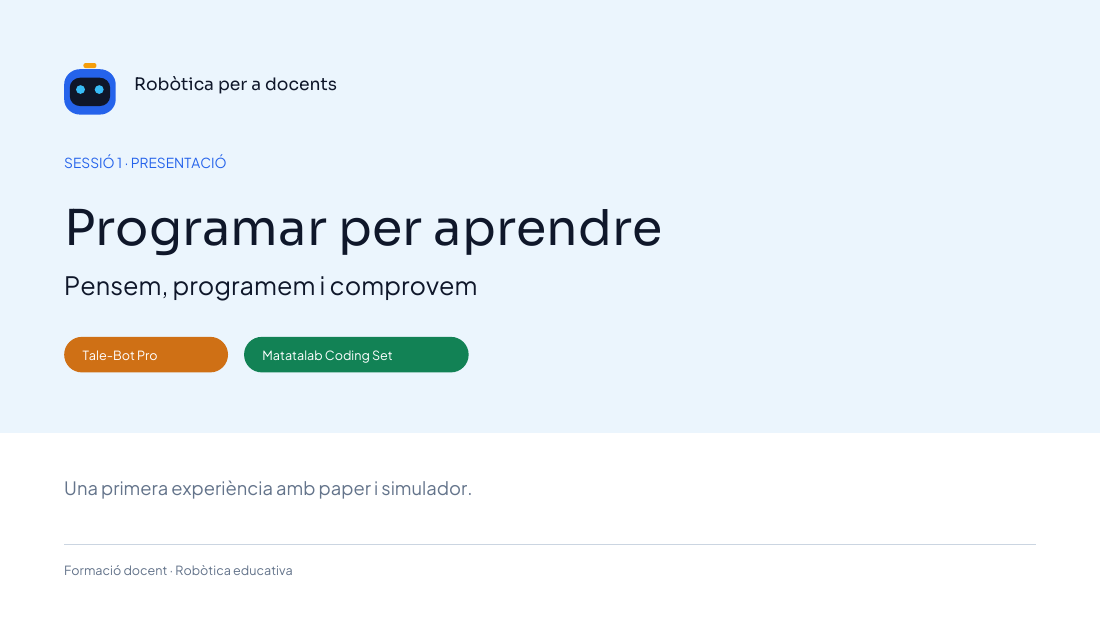 Robòtica per a docents
SESSIÓ 1 · PRESENTACIÓ
Programar per aprendre
Pensem, programem i comprovem
Tale-Bot Pro
Matatalab Coding Set
Una primera experiència amb paper i simulador.
Formació docent · Robòtica educativa